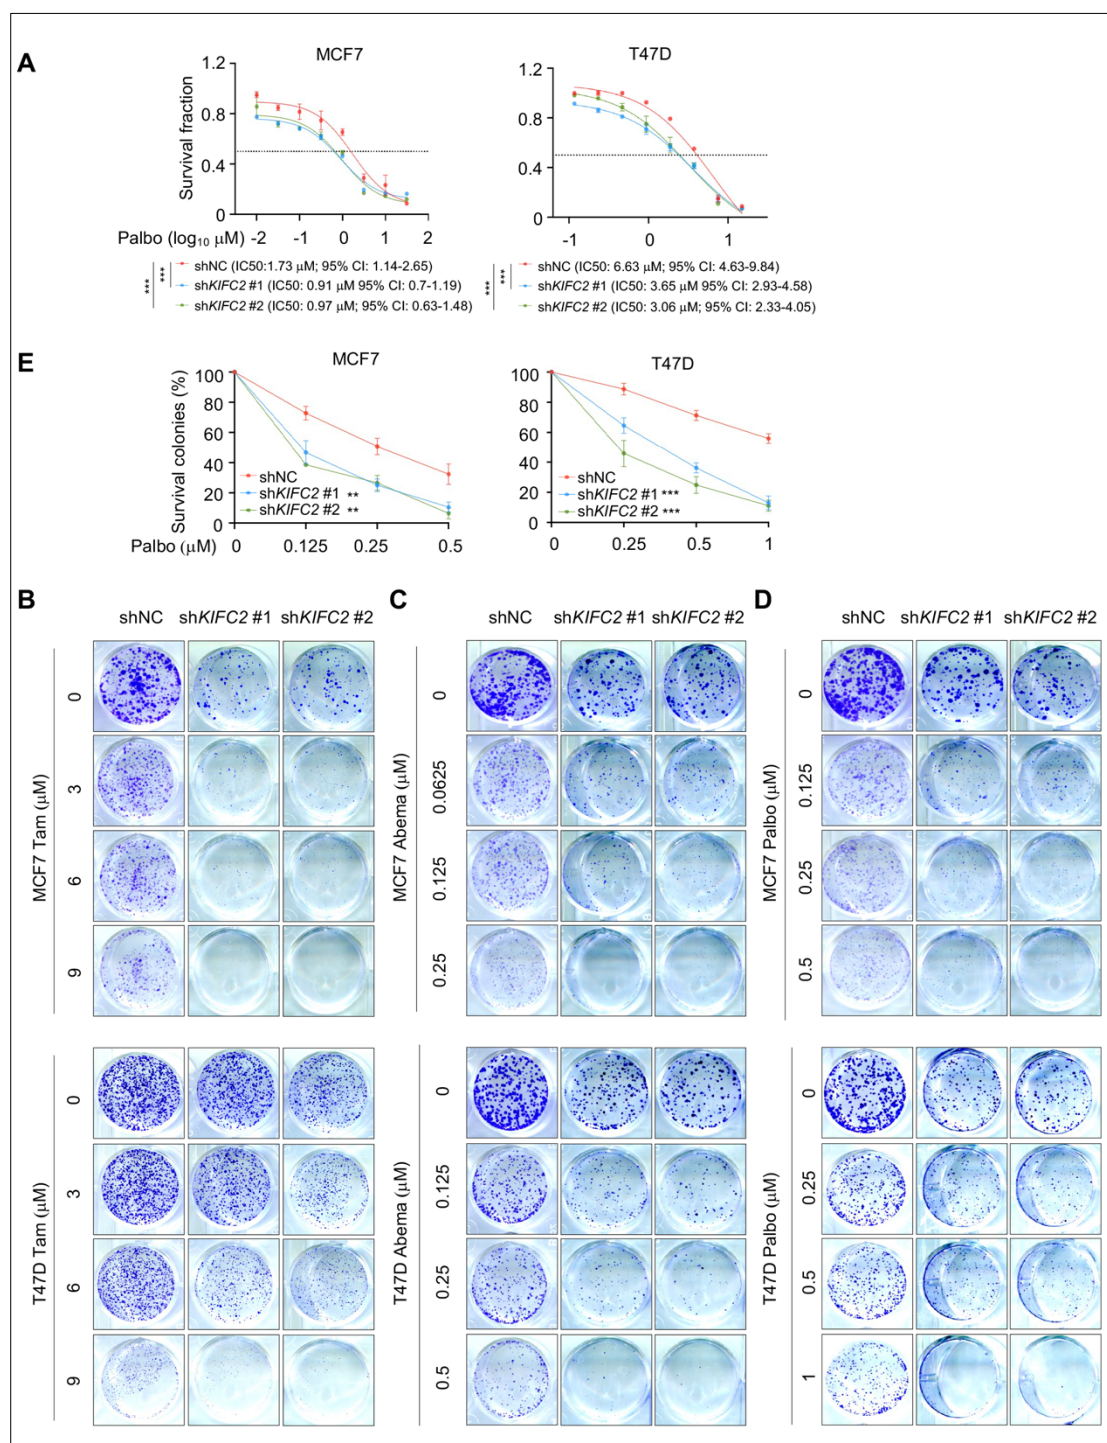 A
MCF7
T47D
Survival fraction
1.2
0.8
0.4
0
1.2
1.0
0.8
0.6
0.4
0.2
0
Palbo (log10 μM)
-2
-1
0
1
2
-1
0
1
***
***
shNC (IC50:1.73 μM; 95% CI: 1.14-2.65)
shKIFC2 #1 (IC50: 0.91 μM 95% CI: 0.7-1.19)
shKIFC2 #2 (IC50: 0.97 μM; 95% CI: 0.63-1.48)
***
***
shNC (IC50: 6.63 μM; 95% CI: 4.63-9.84)
shKIFC2 #1 (IC50: 3.65 μM 95% CI: 2.93-4.58)
shKIFC2 #2 (IC50: 3.06 μM; 95% CI: 2.33-4.05)
E
MCF7
T47D
Survival colonies (%)
100
80
60
40
20
0
shNC
shKIFC2 #1 **
shKIFC2 #2 **
100
80
60
40
20
0
shNC
shKIFC2 #1 ***
shKIFC2 #2 ***
Palbo (μM)
0
0.125
0.25
0.5
0
0.25
0.5
1
B
shNC
shKIFC2 #1
shKIFC2 #2
MCF7 Tam (μM)
0
3
6
9
T47D Tam (μM)
0
3
6
9
C
shNC
shKIFC2 #1
shKIFC2 #2
MCF7 Abema (μM)
0
0.0625
0.125
0.25
T47D Abema (μM)
0
0.125
0.25
0.5
D
shNC
shKIFC2 #1
shKIFC2 #2
MCF7 Palbo (μM)
0
0.125
0.25
0.5
T47D Palbo (μM)
0
0.25
0.5
1